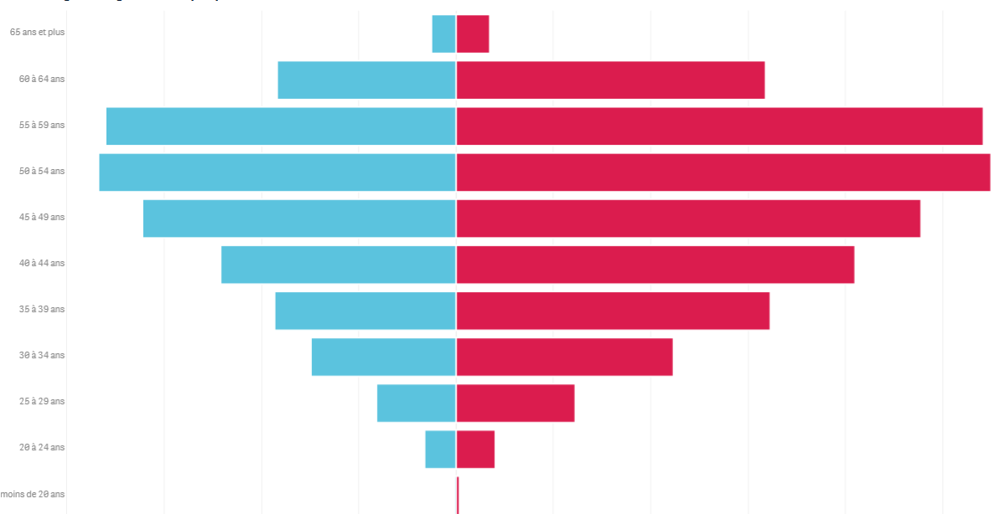 65 ans et plus
60 à 64 ans
55 à 59 ans
50 à 54 ans
45 à 49 ans
40 à 44 ans
35 à 39 ans
30 à 34 ans
25 à 29 ans
20 à 24 ans
moins de 20 ans